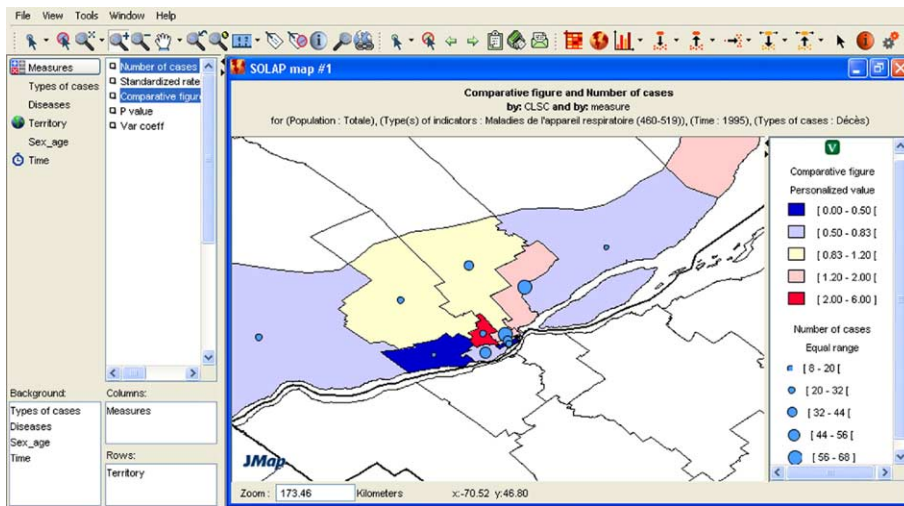 File View Tools Window Help
Measures
Types of cases
Diseases
Territory
Sex_age
Time
Number of cases
Standardized rate
Comparative figure
P value
Var coeff
Background:
Types of cases
Diseases
Sex_age
Time
Columns:
Measures
Rows:
Territory
SOLAP map #1
Comparative figure and Number of cases
by: CLSC and by: measure
for (Population : Totale), (Type(s) of indicators : Maladies de l'appareil respiratoire (460-519)), (Time : 1995), (Types of cases : Décès)
JMap
V
Comparative figure
Personalized value
[ 0.00 - 0.50 [
[ 0.50 - 0.83 [
[ 0.83 - 1.20 [
[ 1.20 - 2.00 [
[ 2.00 - 6.00 ]
Number of cases
Equal range
[ 8 - 20 [
[ 20 - 32 [
[ 32 - 44 [
[ 44 - 56 [
[ 56 - 68 ]
Zoom : 173.46 Kilometers x:-70.52 y:46.80